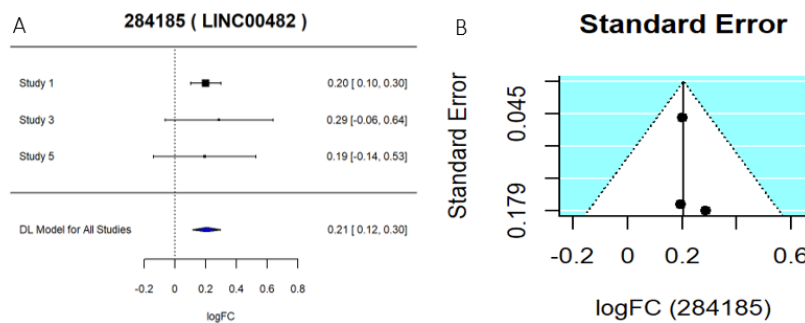 A
284185 ( LINC00482 )
Study 1 0.20 [ 0.10, 0.30]
Study 3 0.29 [-0.06, 0.64]
Study 5 0.19 [-0.14, 0.53]
DL Model for All Studies 0.21 [ 0.12, 0.30]
-0.2 0 0.2 0.4 0.6 0.8
logFC
B
Standard Error
Standard Error
0.045
0.179
-0.2 0 0.2 0.6
logFC (284185)